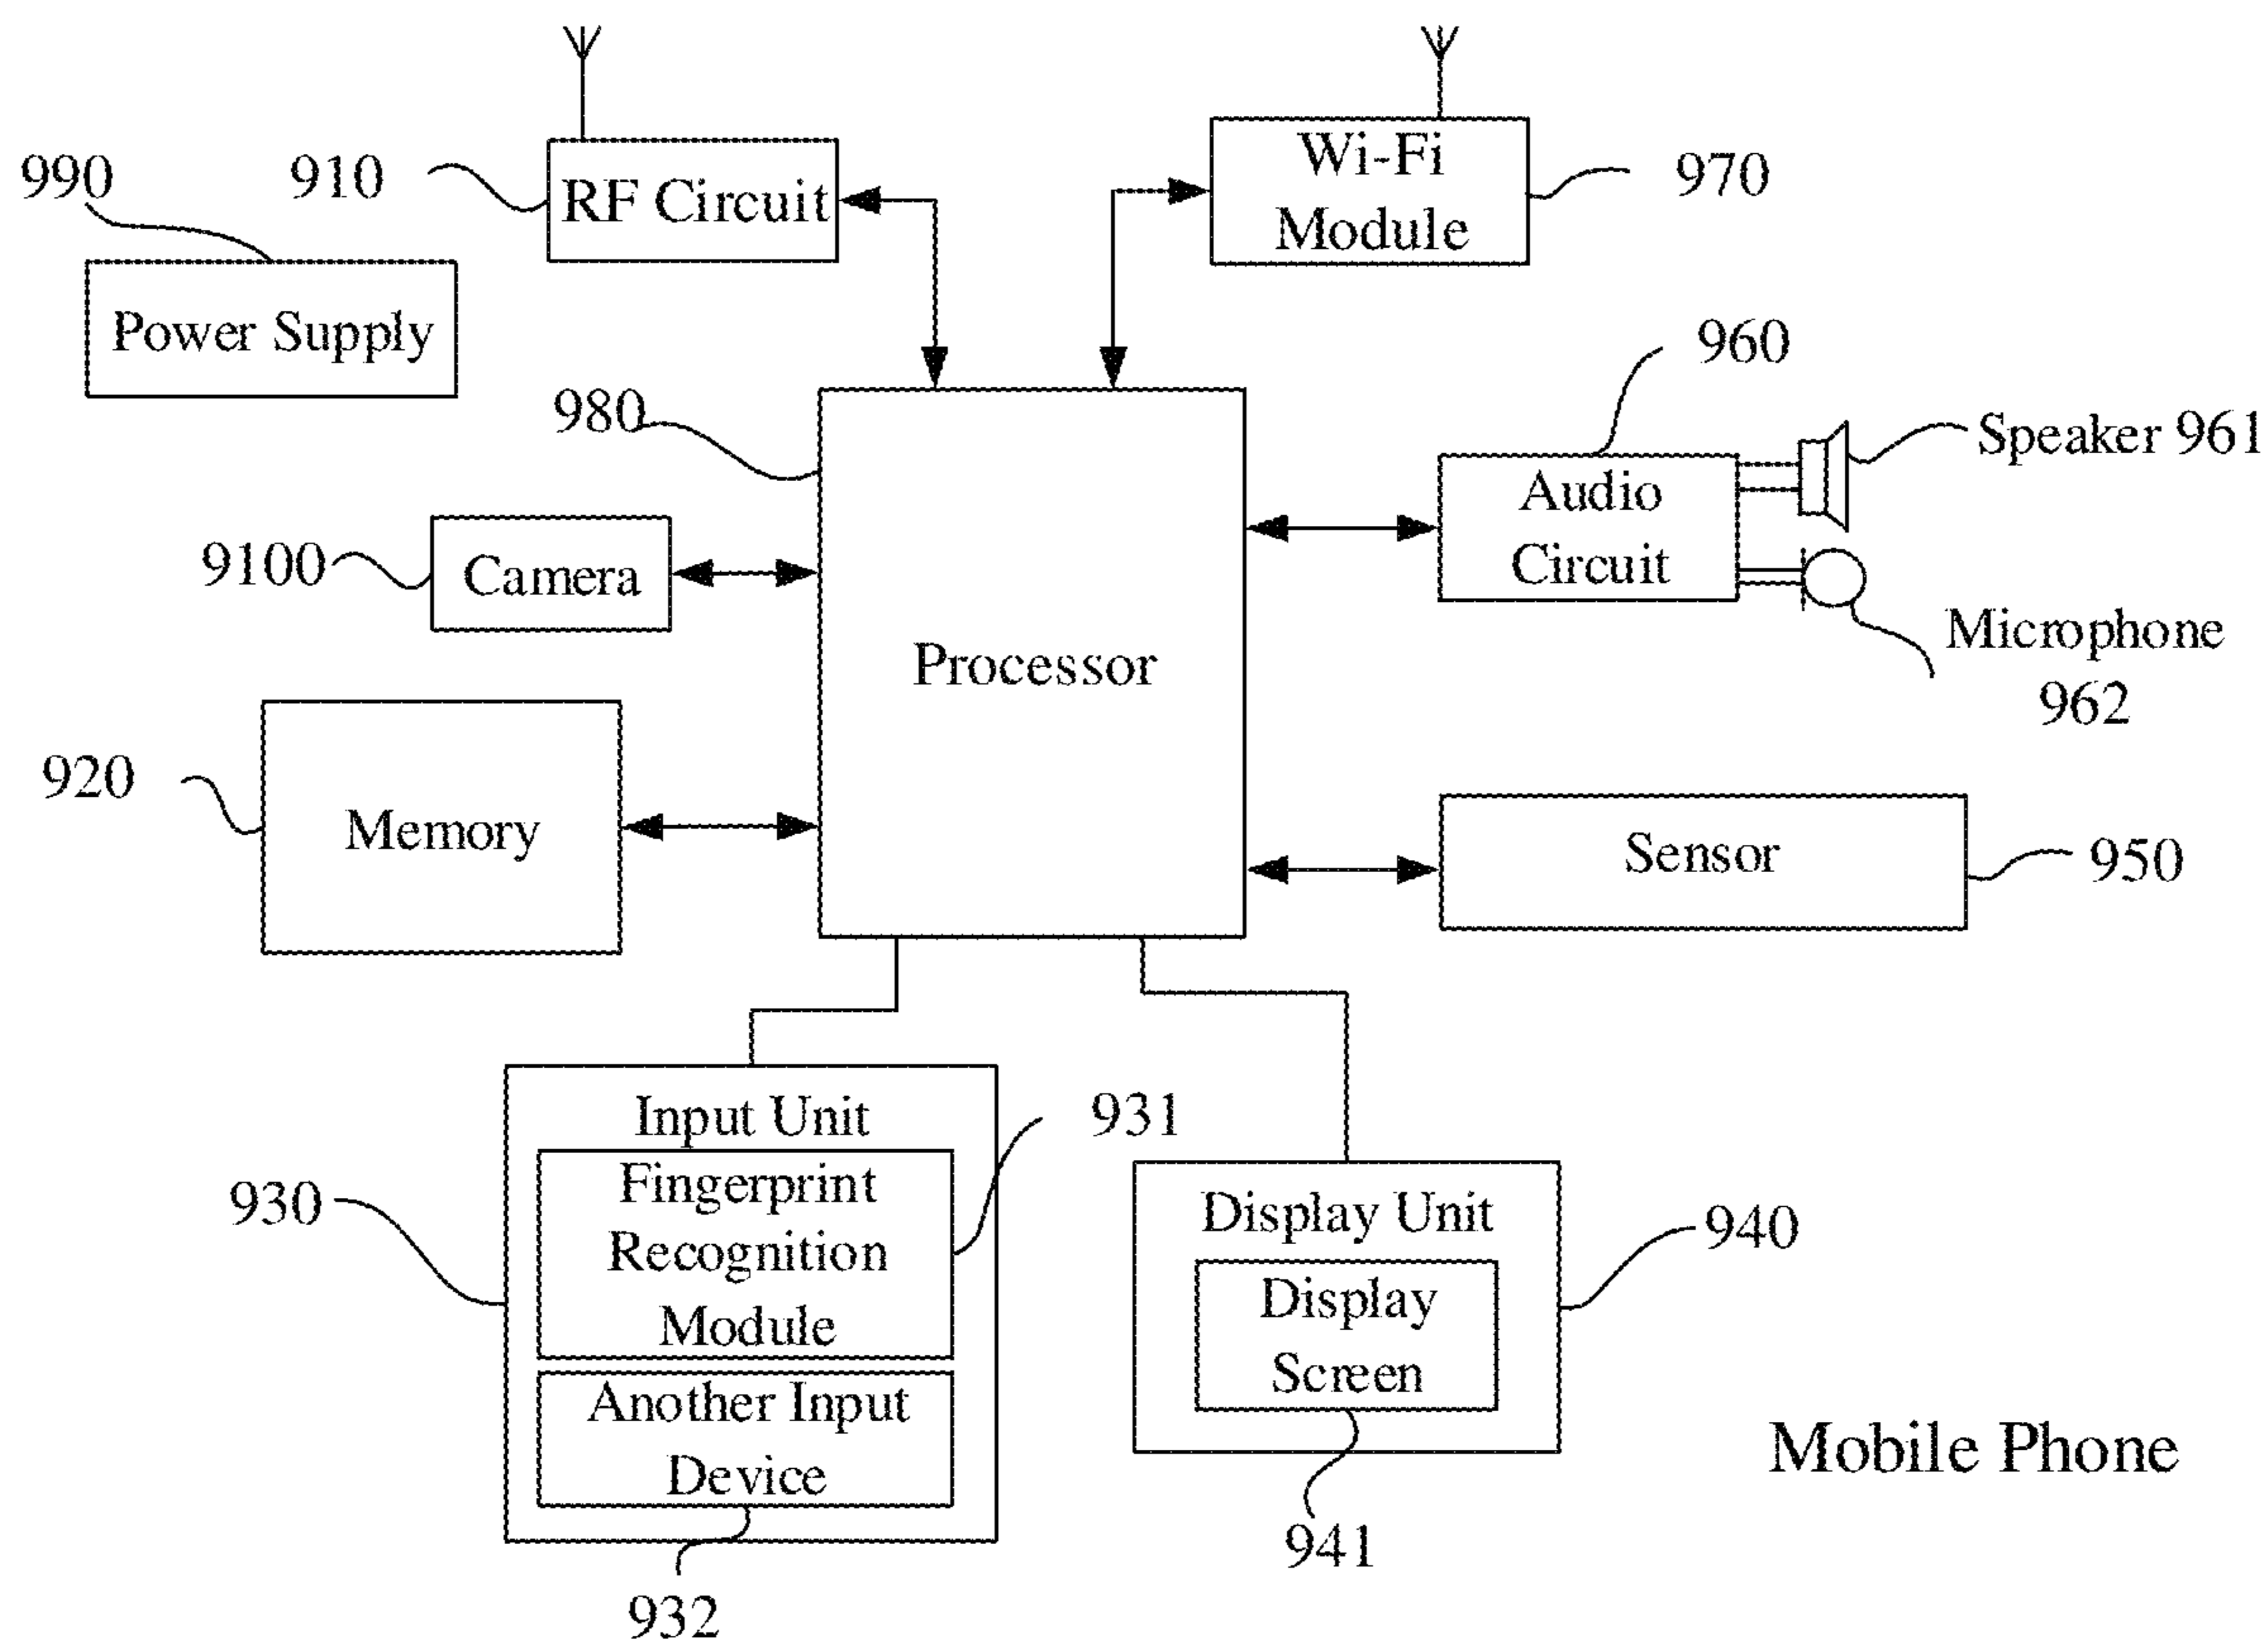 990
910
RF Circuit
Wi-Fi
Module
970
Power Supply
980
960
Audio
Circuit
Speaker 961
Microphone
962
9100
Camera
Processor
920
Memory
Sensor
950
Input Unit
Fingerprint
Recognition
Module
931
930
Another Input
Device
932
Display Unit
Display
Screen
940
941
Mobile Phone